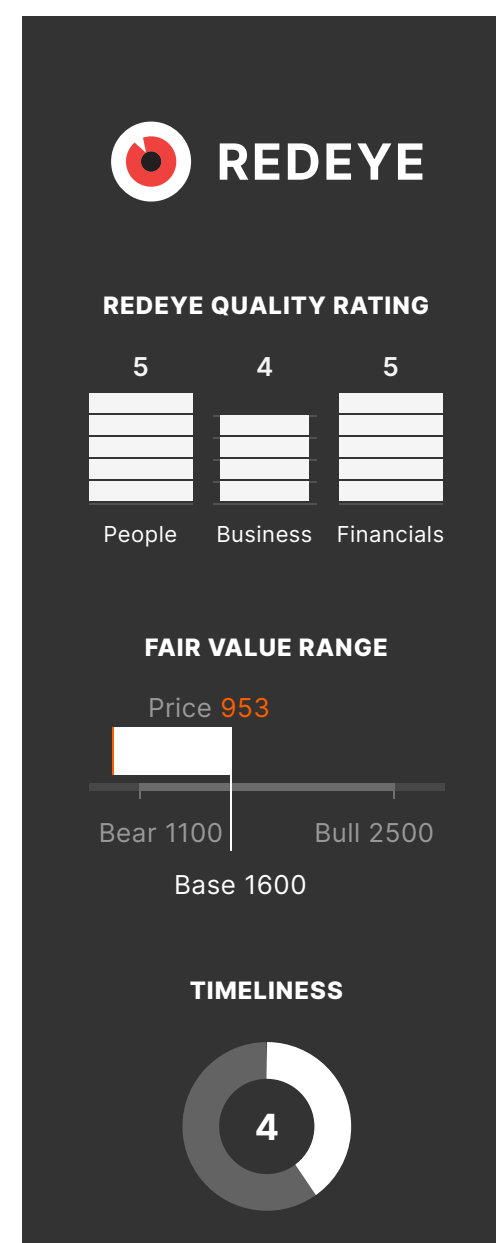 REDEYE
REDEYE QUALITY RATING
5 4 5
People Business Financials
FAIR VALUE RANGE
Price 953
Bear 1100 Bull 2500
Base 1600
TIMELINESS
4